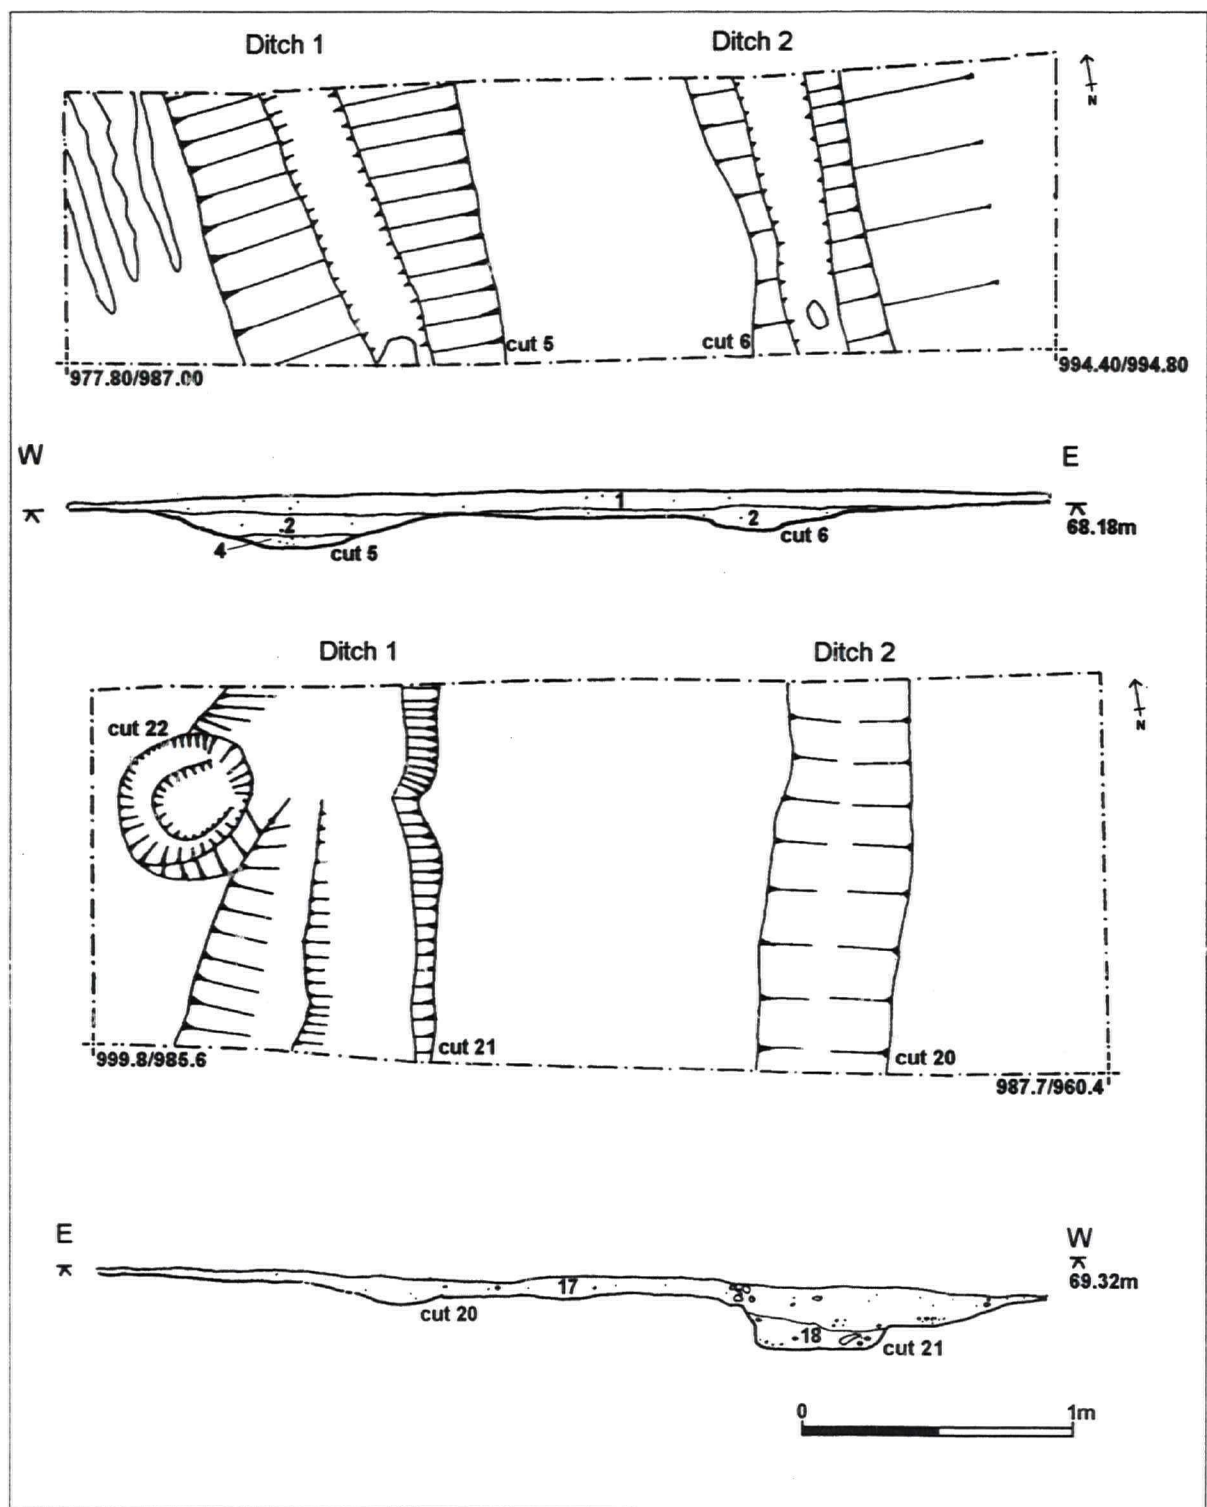 Ditch 1 Ditch 2
N
cut 5 cut 6
977.80/987.00 994.40/994.80
W E
1
2 2
4 cut 5 cut 6 68.18m
Ditch 1 Ditch 2
cut 22 N
cut 21 cut 20
999.8/985.6 987.7/960.4
E W
17 69.32m
cut 20 18 cut 21
0 1m